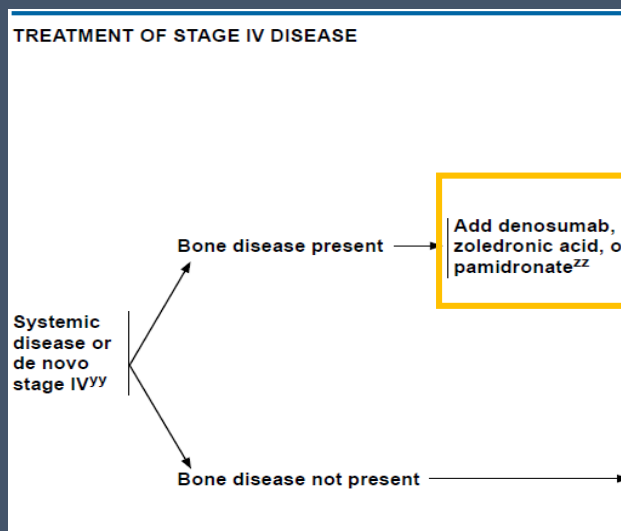 TREATMENT OF STAGE IV DISEASE
Add denosumab,
Bone disease present
zoledronic acid, o
pamidronatezz
Systemic
disease or
de novo
stage IVyy
Bone disease not present